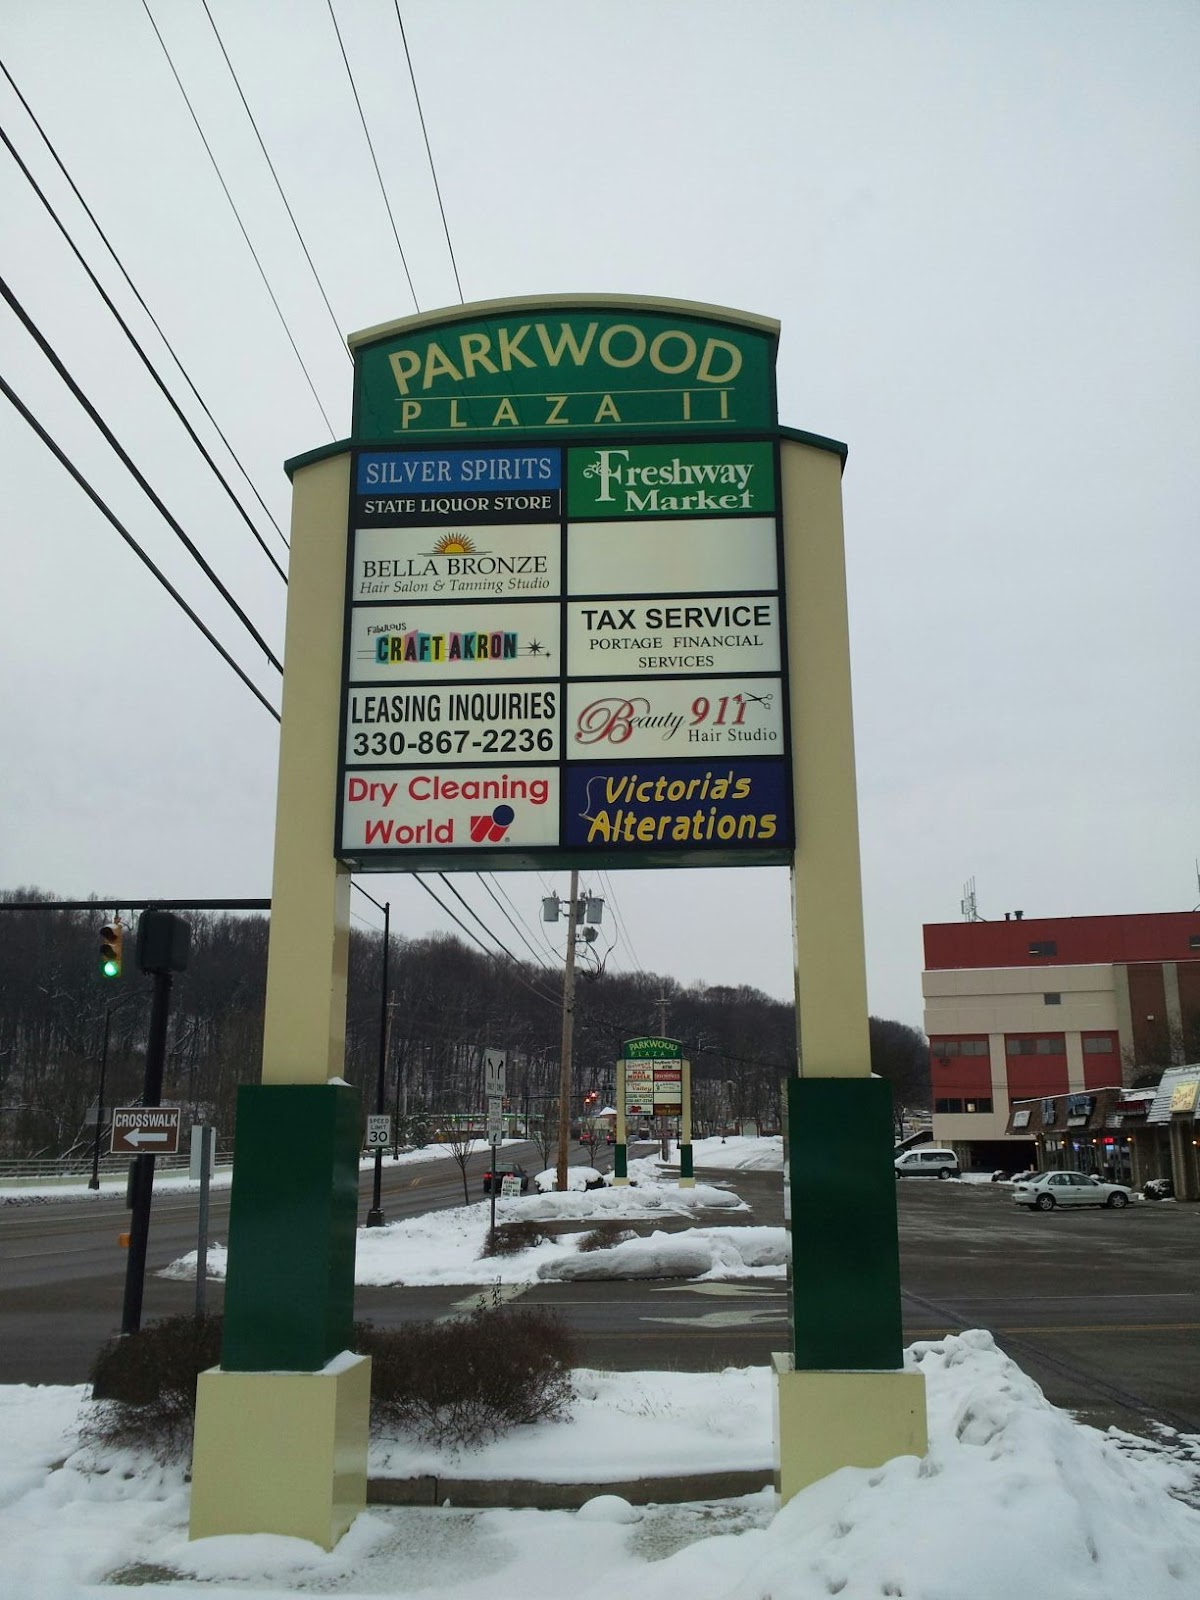 PARKWOOD
PLAZA II
SILVER SPIRITS
STATE LIQUOR STORE
Freshway
Market
BELLA BRONZE
Hair Salon & Tanning Studio
Fabulous
CRAFT AKRON
TAX SERVICE
PORTAGE FINANCIAL
SERVICES
LEASING INQUIRIES
330-867-2236
Beauty 911
Hair Studio
Dry Cleaning
World
Victoria's
Alterations
CROSSWALK
SPEED
LIMIT
30
PARKWOOD
PLAZA I